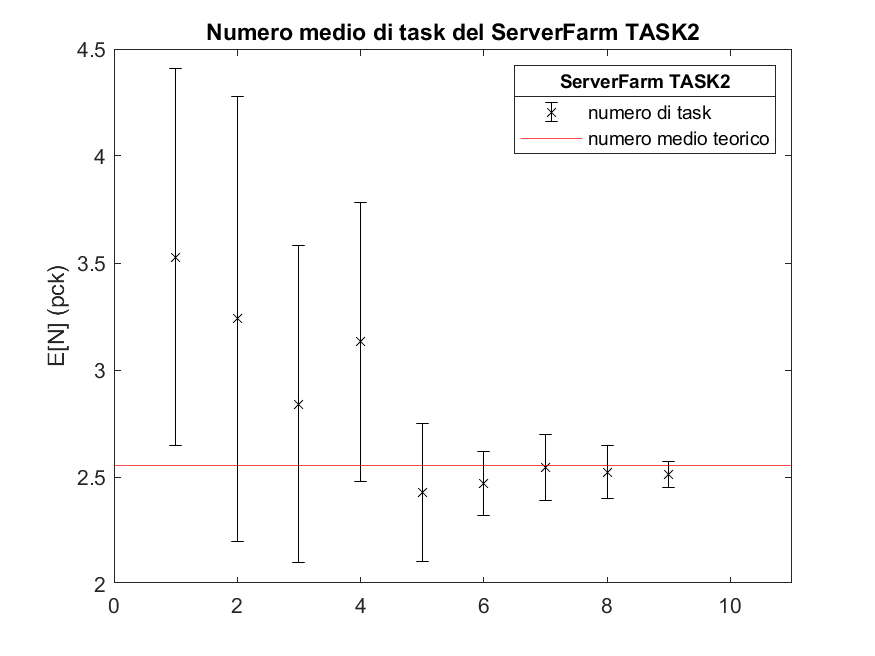 Numero medio di task del ServerFarm TASK2
ServerFarm TASK2
numero di task
numero medio teorico
E[N] (pck)
4.5
4
3.5
3
2.5
2
0 2 4 6 8 10